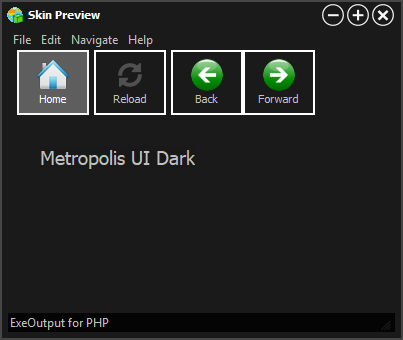 Skin Preview
File Edit Navigate Help
Home Reload Back Forward
Metropolis UI Dark
ExeOutput for PHP